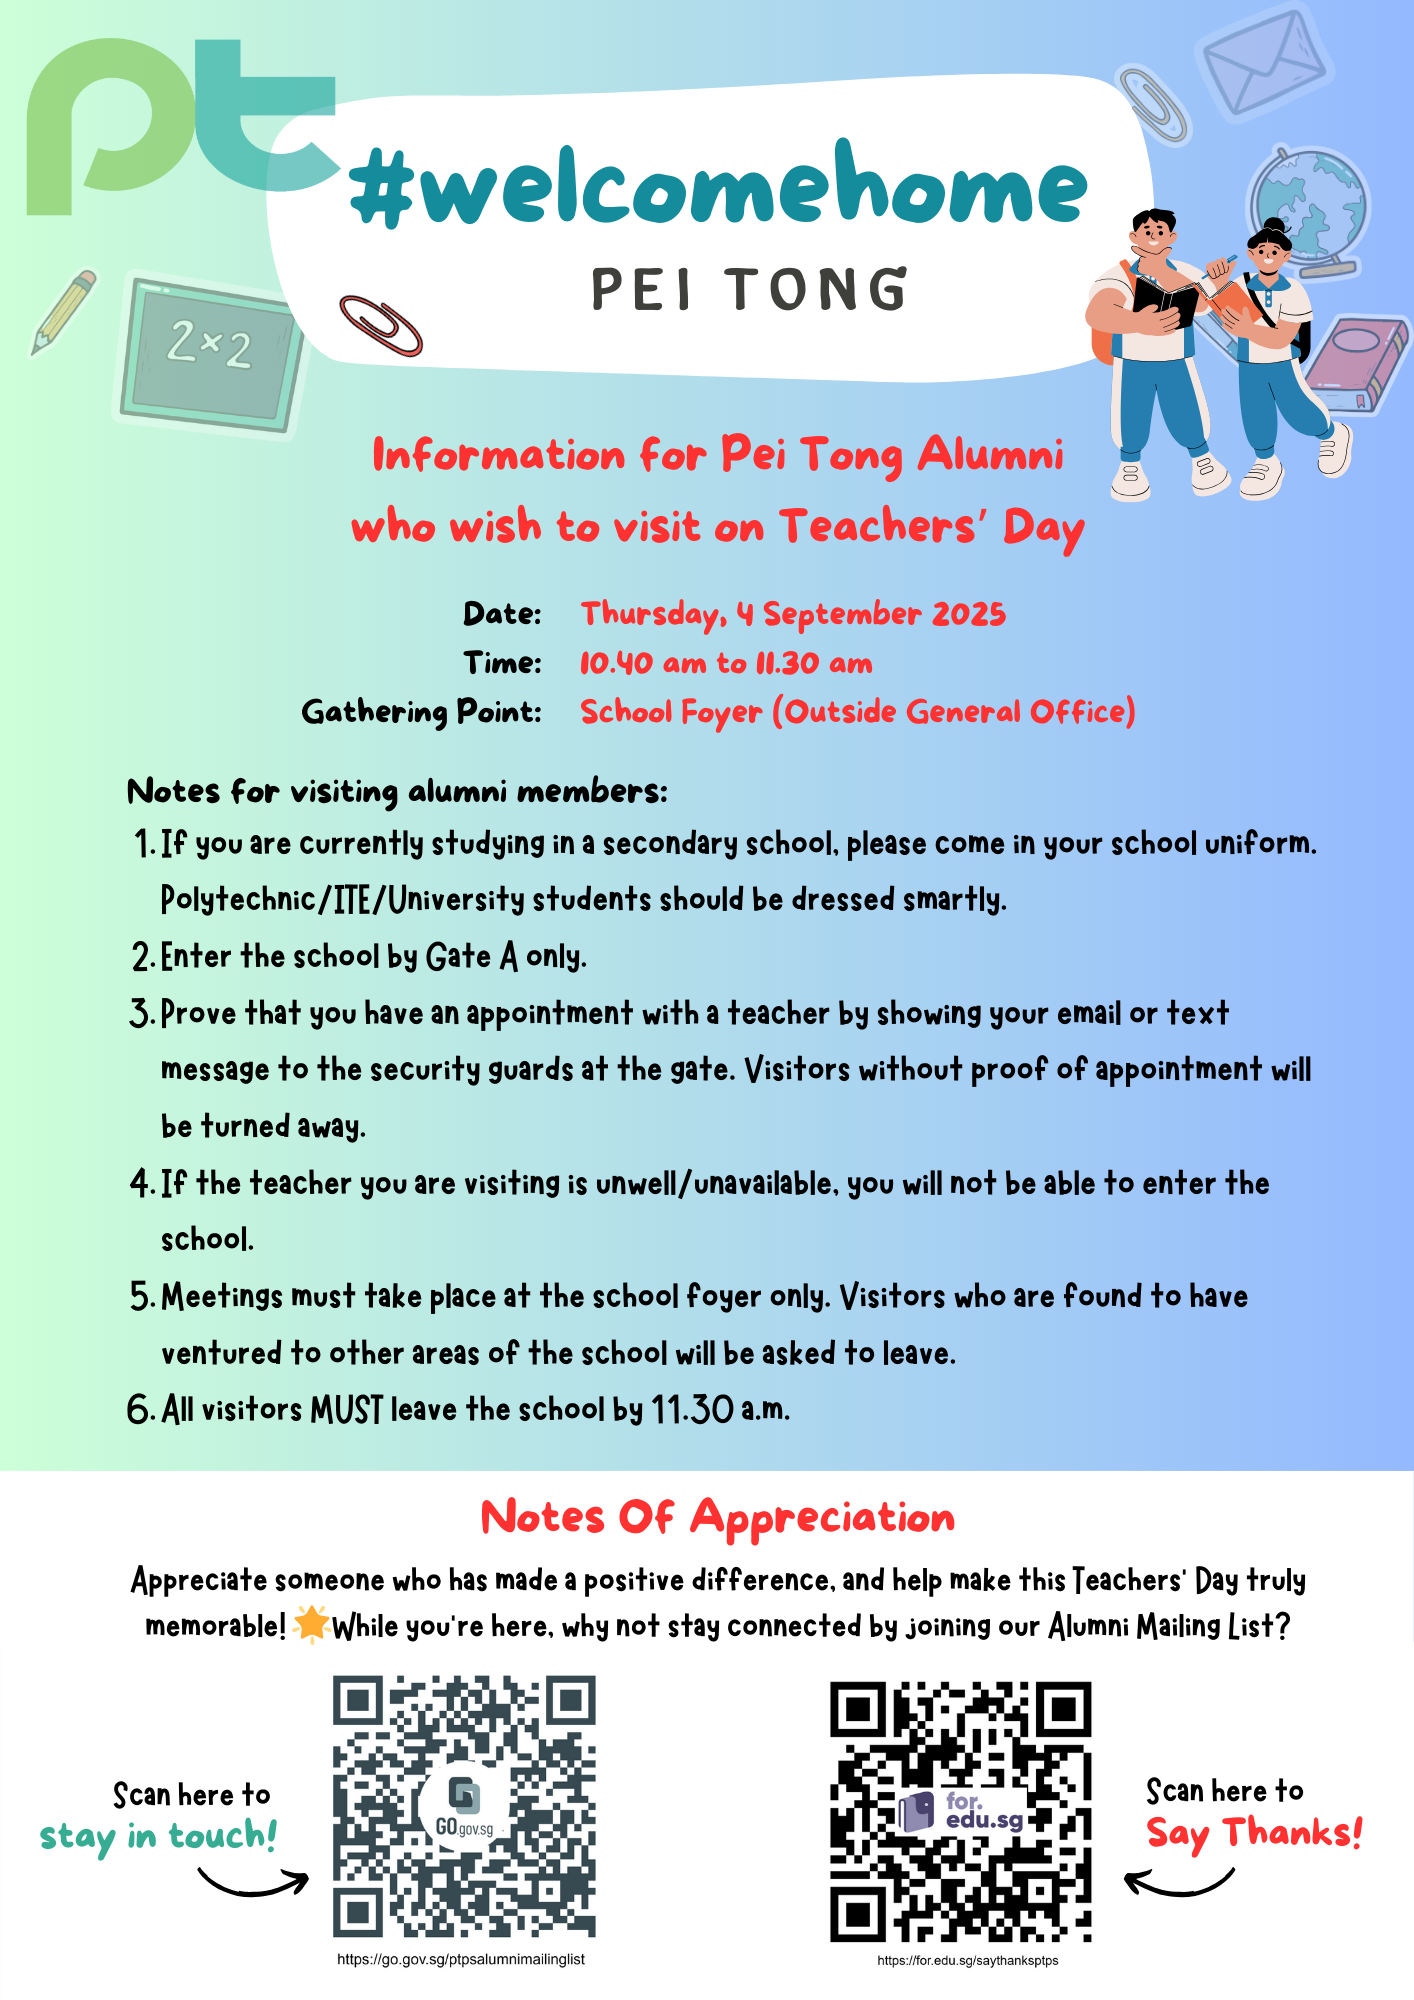 pt
#welcomehome
PEI TONG
2×2
Information for Pei Tong Alumni
who wish to visit on Teachers' Day
Date: Thursday, 4 September 2025
Time: 10.40 am to 11.30 am
Gathering Point: School Foyer (Outside General Office)
Notes for visiting alumni members:
1. If you are currently studying in a secondary school, please come in your school uniform.
Polytechnic/ITE/University students should be dressed smartly.
2. Enter the school by Gate A only.
3. Prove that you have an appointment with a teacher by showing your email or text
message to the security guards at the gate. Visitors without proof of appointment will
be turned away.
4. If the teacher you are visiting is unwell/unavailable, you will not be able to enter the
school.
5. Meetings must take place at the school foyer only. Visitors who are found to have
ventured to other areas of the school will be asked to leave.
6. All visitors MUST leave the school by 11.30 a.m.
Notes Of Appreciation
Appreciate someone who has made a positive difference, and help make this Teachers' Day truly
memorable! 🌟While you're here, why not stay connected by joining our Alumni Mailing List?
Scan here to
stay in touch!
GO.gov.sg
https://go.gov.sg/ptpsalumnimailinglist
for.
edu.sg
https://for.edu.sg/saythanksptps
Scan here to
Say Thanks!